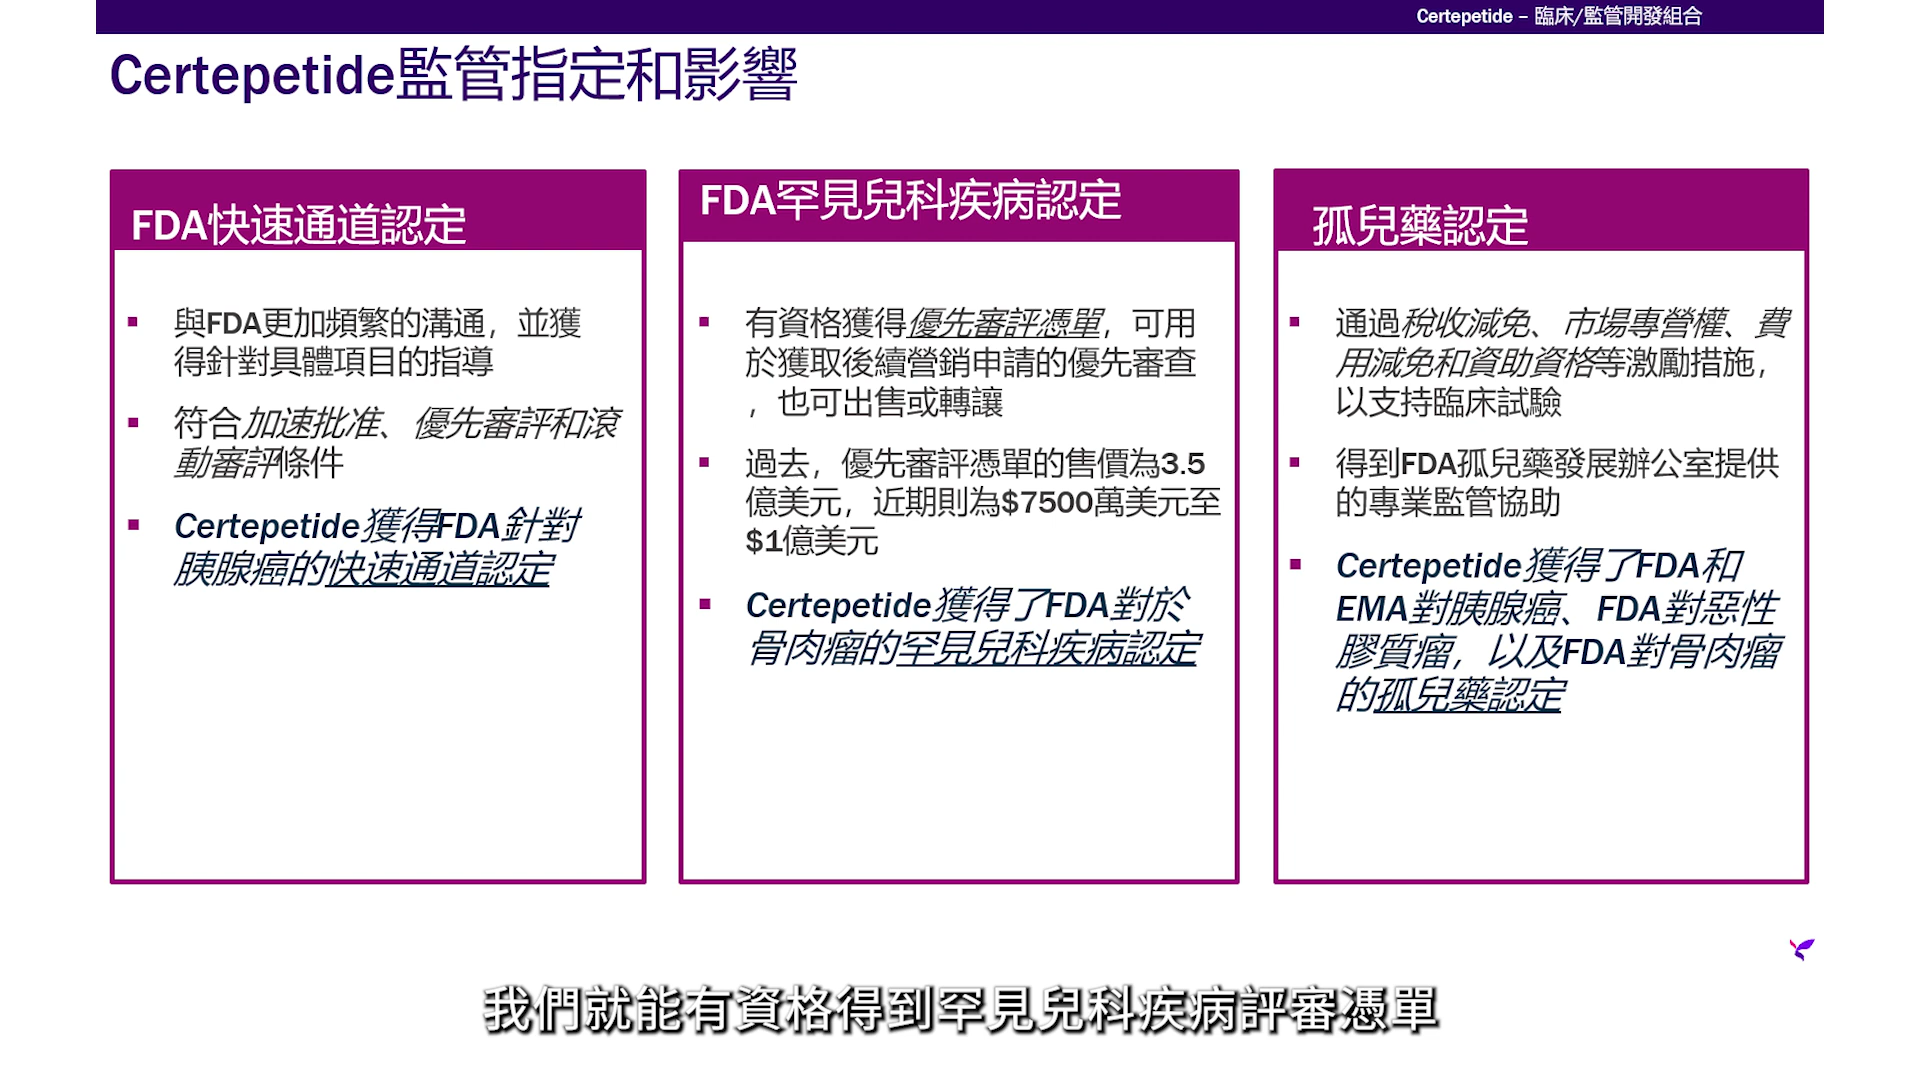 Certepetide – 臨床/監管開發組合
Certepetide監管指定和影響
FDA快速通道認定
▪ 與FDA更加頻繁的溝通，並獲
得針對具體項目的指導
▪ 符合加速批准、優先審評和滾
動審評條件
▪ Certepetide獲得FDA針對
胰腺癌的快速通道認定
FDA罕見兒科疾病認定
▪ 有資格獲得優先審評憑單，可用
於獲取後續營銷申請的優先審查
，也可出售或轉讓
▪ 過去，優先審評憑單的售價為3.5
億美元，近期則為$7500萬美元至
$1億美元
▪ Certepetide獲得了FDA對於
骨肉瘤的罕見兒科疾病認定
孤兒藥認定
▪ 通過稅收減免、市場專營權、費
用減免和資助資格等激勵措施，
以支持臨床試驗
▪ 得到FDA孤兒藥發展辦公室提供
的專業監管協助
▪ Certepetide獲得了FDA和
EMA對胰腺癌、FDA對惡性
膠質瘤，以及FDA對骨肉瘤
的孤兒藥認定
我們就能有資格得到罕見兒科疾病評審憑單